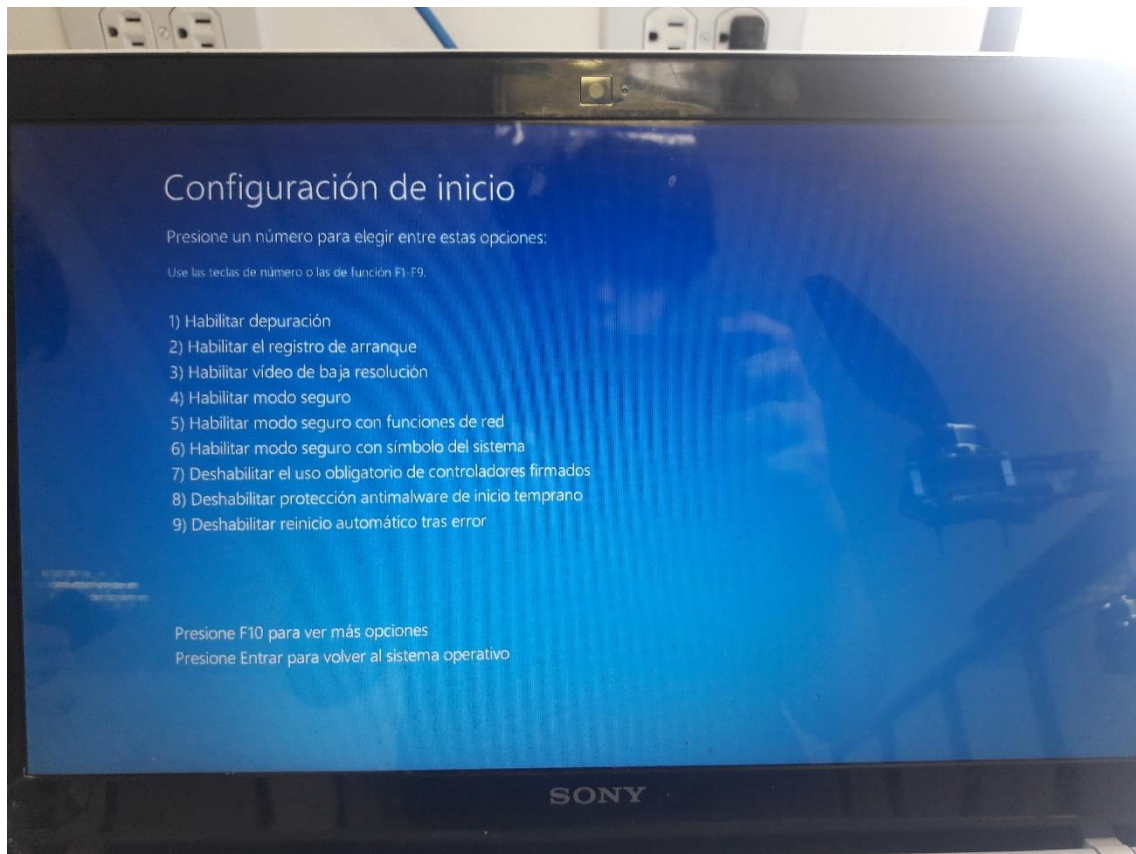 Configuración de inicio
Presione un número para elegir entre estas opciones:
Use las teclas de número o las de función F1-F9.
1) Habilitar depuración
2) Habilitar el registro de arranque
3) Habilitar vídeo de baja resolución
4) Habilitar modo seguro
5) Habilitar modo seguro con funciones de red
6) Habilitar modo seguro con símbolo del sistema
7) Deshabilitar el uso obligatorio de controladores firmados
8) Deshabilitar protección antimalware de inicio temprano
9) Deshabilitar reinicio automático tras error
Presione F10 para ver más opciones
Presione Entrar para volver al sistema operativo
SONY